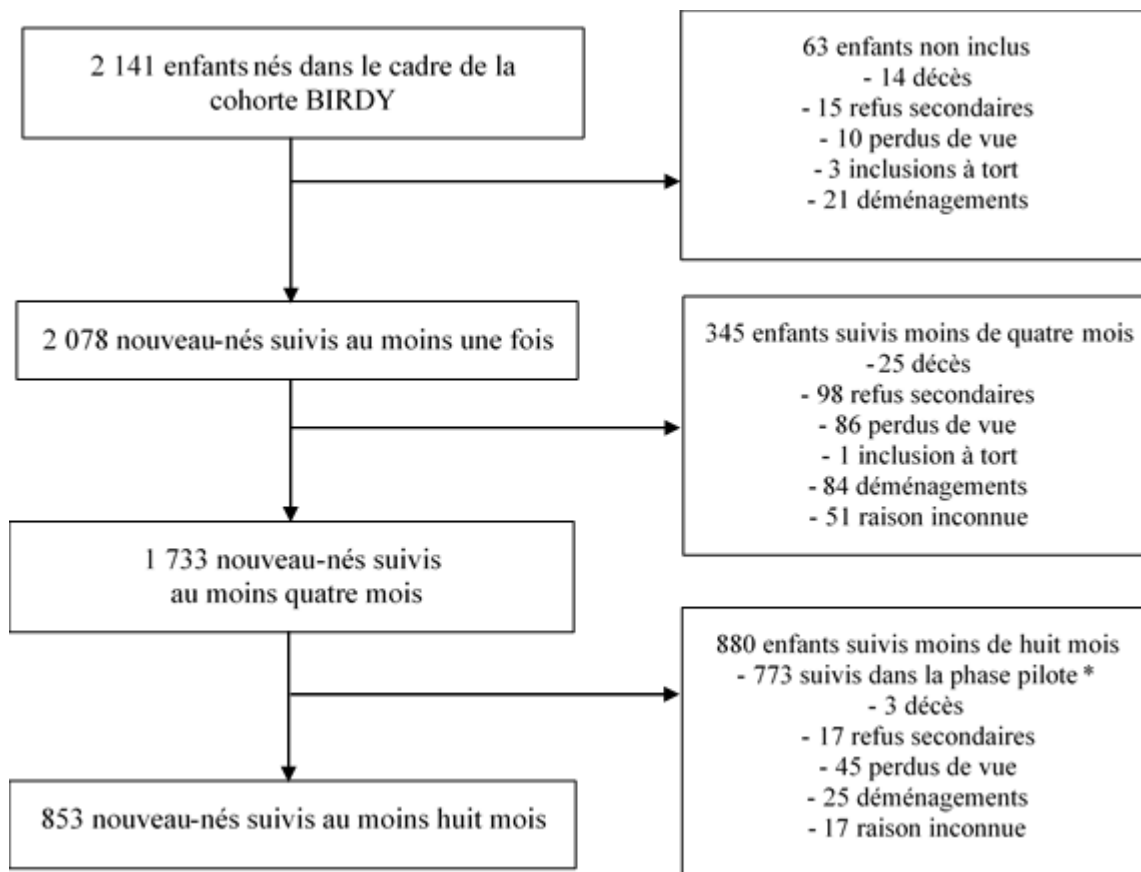 2 141 enfants nés dans le cadre de la
cohorte BIRDY
63 enfants non inclus
- 14 décès
- 15 refus secondaires
- 10 perdus de vue
- 3 inclusions à tort
- 21 déménagements
2 078 nouveau-nés suivis au moins une fois
345 enfants suivis moins de quatre mois
- 25 décès
- 98 refus secondaires
- 86 perdus de vue
- 1 inclusion à tort
- 84 déménagements
- 51 raison inconnue
1 733 nouveau-nés suivis
au moins quatre mois
880 enfants suivis moins de huit mois
- 773 suivis dans la phase pilote *
- 3 décès
- 17 refus secondaires
- 45 perdus de vue
- 25 déménagements
- 17 raison inconnue
853 nouveau-nés suivis au moins huit mois